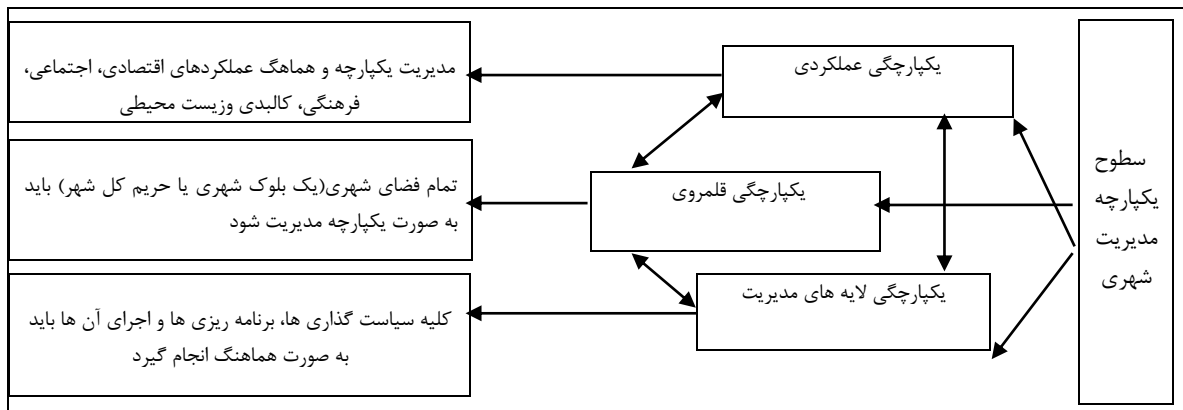 سطوح
یکپارچه
مدیریت
شهری
یکپارچگی عملکردی
مدیریت یکپارچه و هماهگ عملکردهای اقتصادی، اجتماعی،
فرهنگی، کالبدی وزیست محیطی
یکپارچگی قلمروی
تمام فضای شهری(یک بلوک شهری یا حریم کل شهر) باید
به صورت یکپارچه مدیریت شود
یکپارچگی لایه های مدیریت
کلیه سیاست گذاری ها، برنامه ریزی ها و اجرای آن ها باید
به صورت هماهنگ انجام گیرد